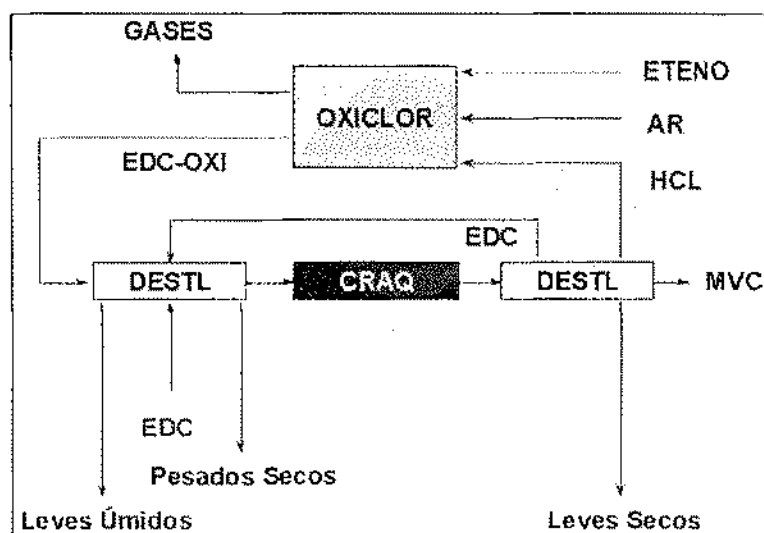 GASES
ETENO
OXICLOR
AR
EDC-OXI
HCL
EDC
DESTL
CRAQ
DESTL
MVC
EDC
Pesados Secos
Leves Úmidos
Leves Secos